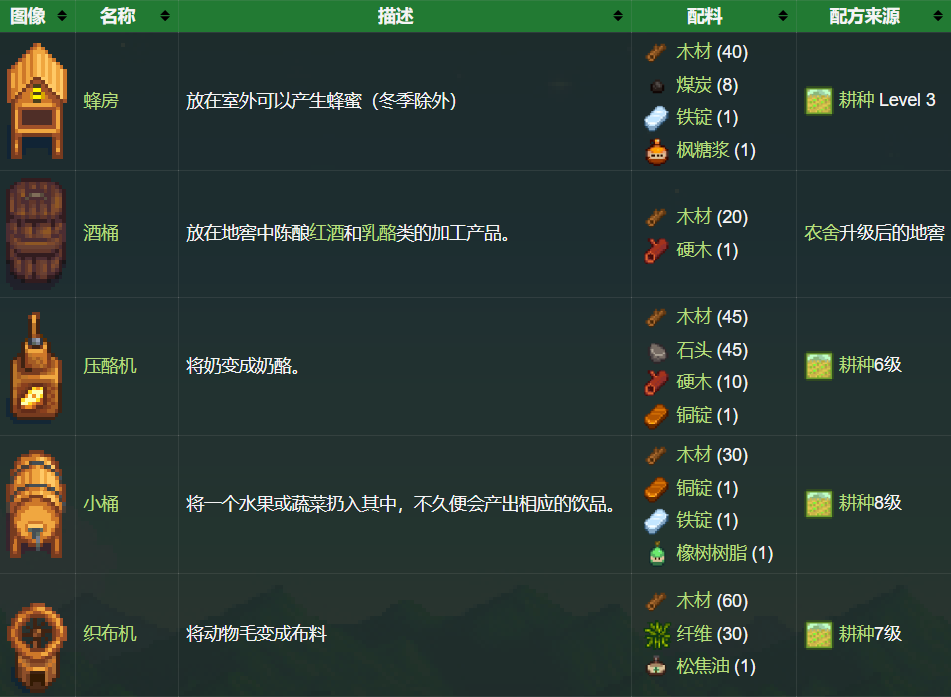 图像 名称 描述 配料 配方来源
蜂房 放在室外可以产生蜂蜜（冬季除外） 木材 (40) 煤炭 (8) 铁锭 (1) 枫糖浆 (1) 耕种 Level 3
酒桶 放在地窖中陈酿红酒和乳酪类的加工产品。 木材 (20) 硬木 (1) 农舍升级后的地窖
压酪机 将奶变成奶酪。 木材 (45) 石头 (45) 硬木 (10) 铜锭 (1) 耕种6级
小桶 将一个水果或蔬菜扔入其中，不久便会产出相应的饮品。 木材 (30) 铜锭 (1) 铁锭 (1) 橡树树脂 (1) 耕种8级
织布机 将动物毛变成布料 木材 (60) 纤维 (30) 松焦油 (1) 耕种7级